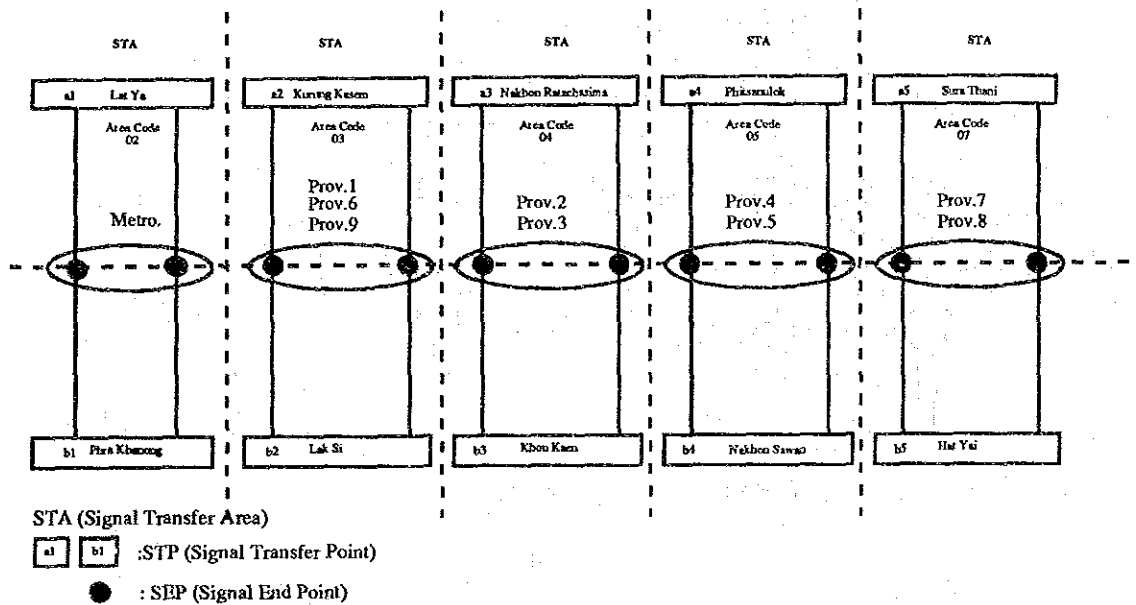 STA STA STA STA STA
a1 Lat Ya
a2 Krung Kasem
a3 Nakhon Ratachasima
a4 Phitsanulok
a5 Sura Thani
Area Code
02
Area Code
03
Area Code
04
Area Code
05
Area Code
07
Metro.
Prov.1
Prov.6
Prov.9
Prov.2
Prov.3
Prov.4
Prov.5
Prov.7
Prov.8
b1 Phra Khanong
b2 Lak Si
b3 Khon Kaen
b4 Nakhon Sawan
b5 Hat Yai
STA (Signal Transfer Area)
a1 b1 :STP (Signal Transfer Point)
: SEP (Signal End Point)